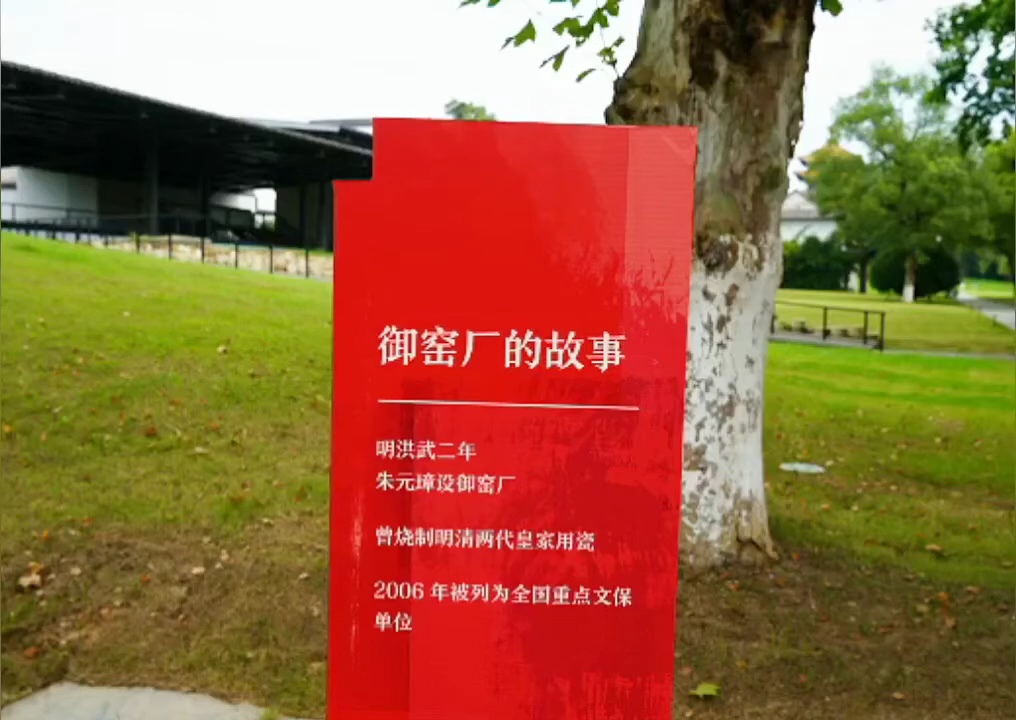 御窑厂的故事
明洪武二年
朱元璋设御窑厂
曾烧制明清两代皇家用瓷
2006 年被列为全国重点文保
单位